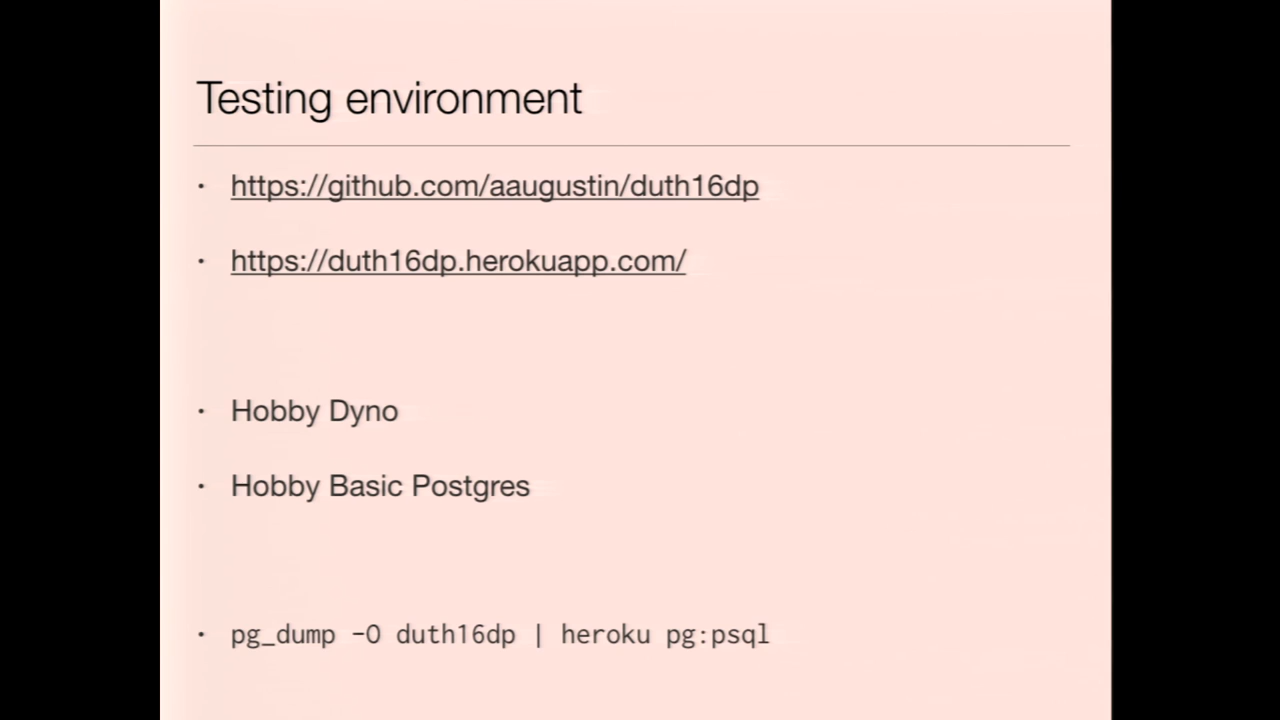 Testing environment
• https://github.com/aaugustin/duth16dp
• https://duth16dp.herokuapp.com/
• Hobby Dyno
• Hobby Basic Postgres
• pg_dump -O duth16dp | heroku pg:psql